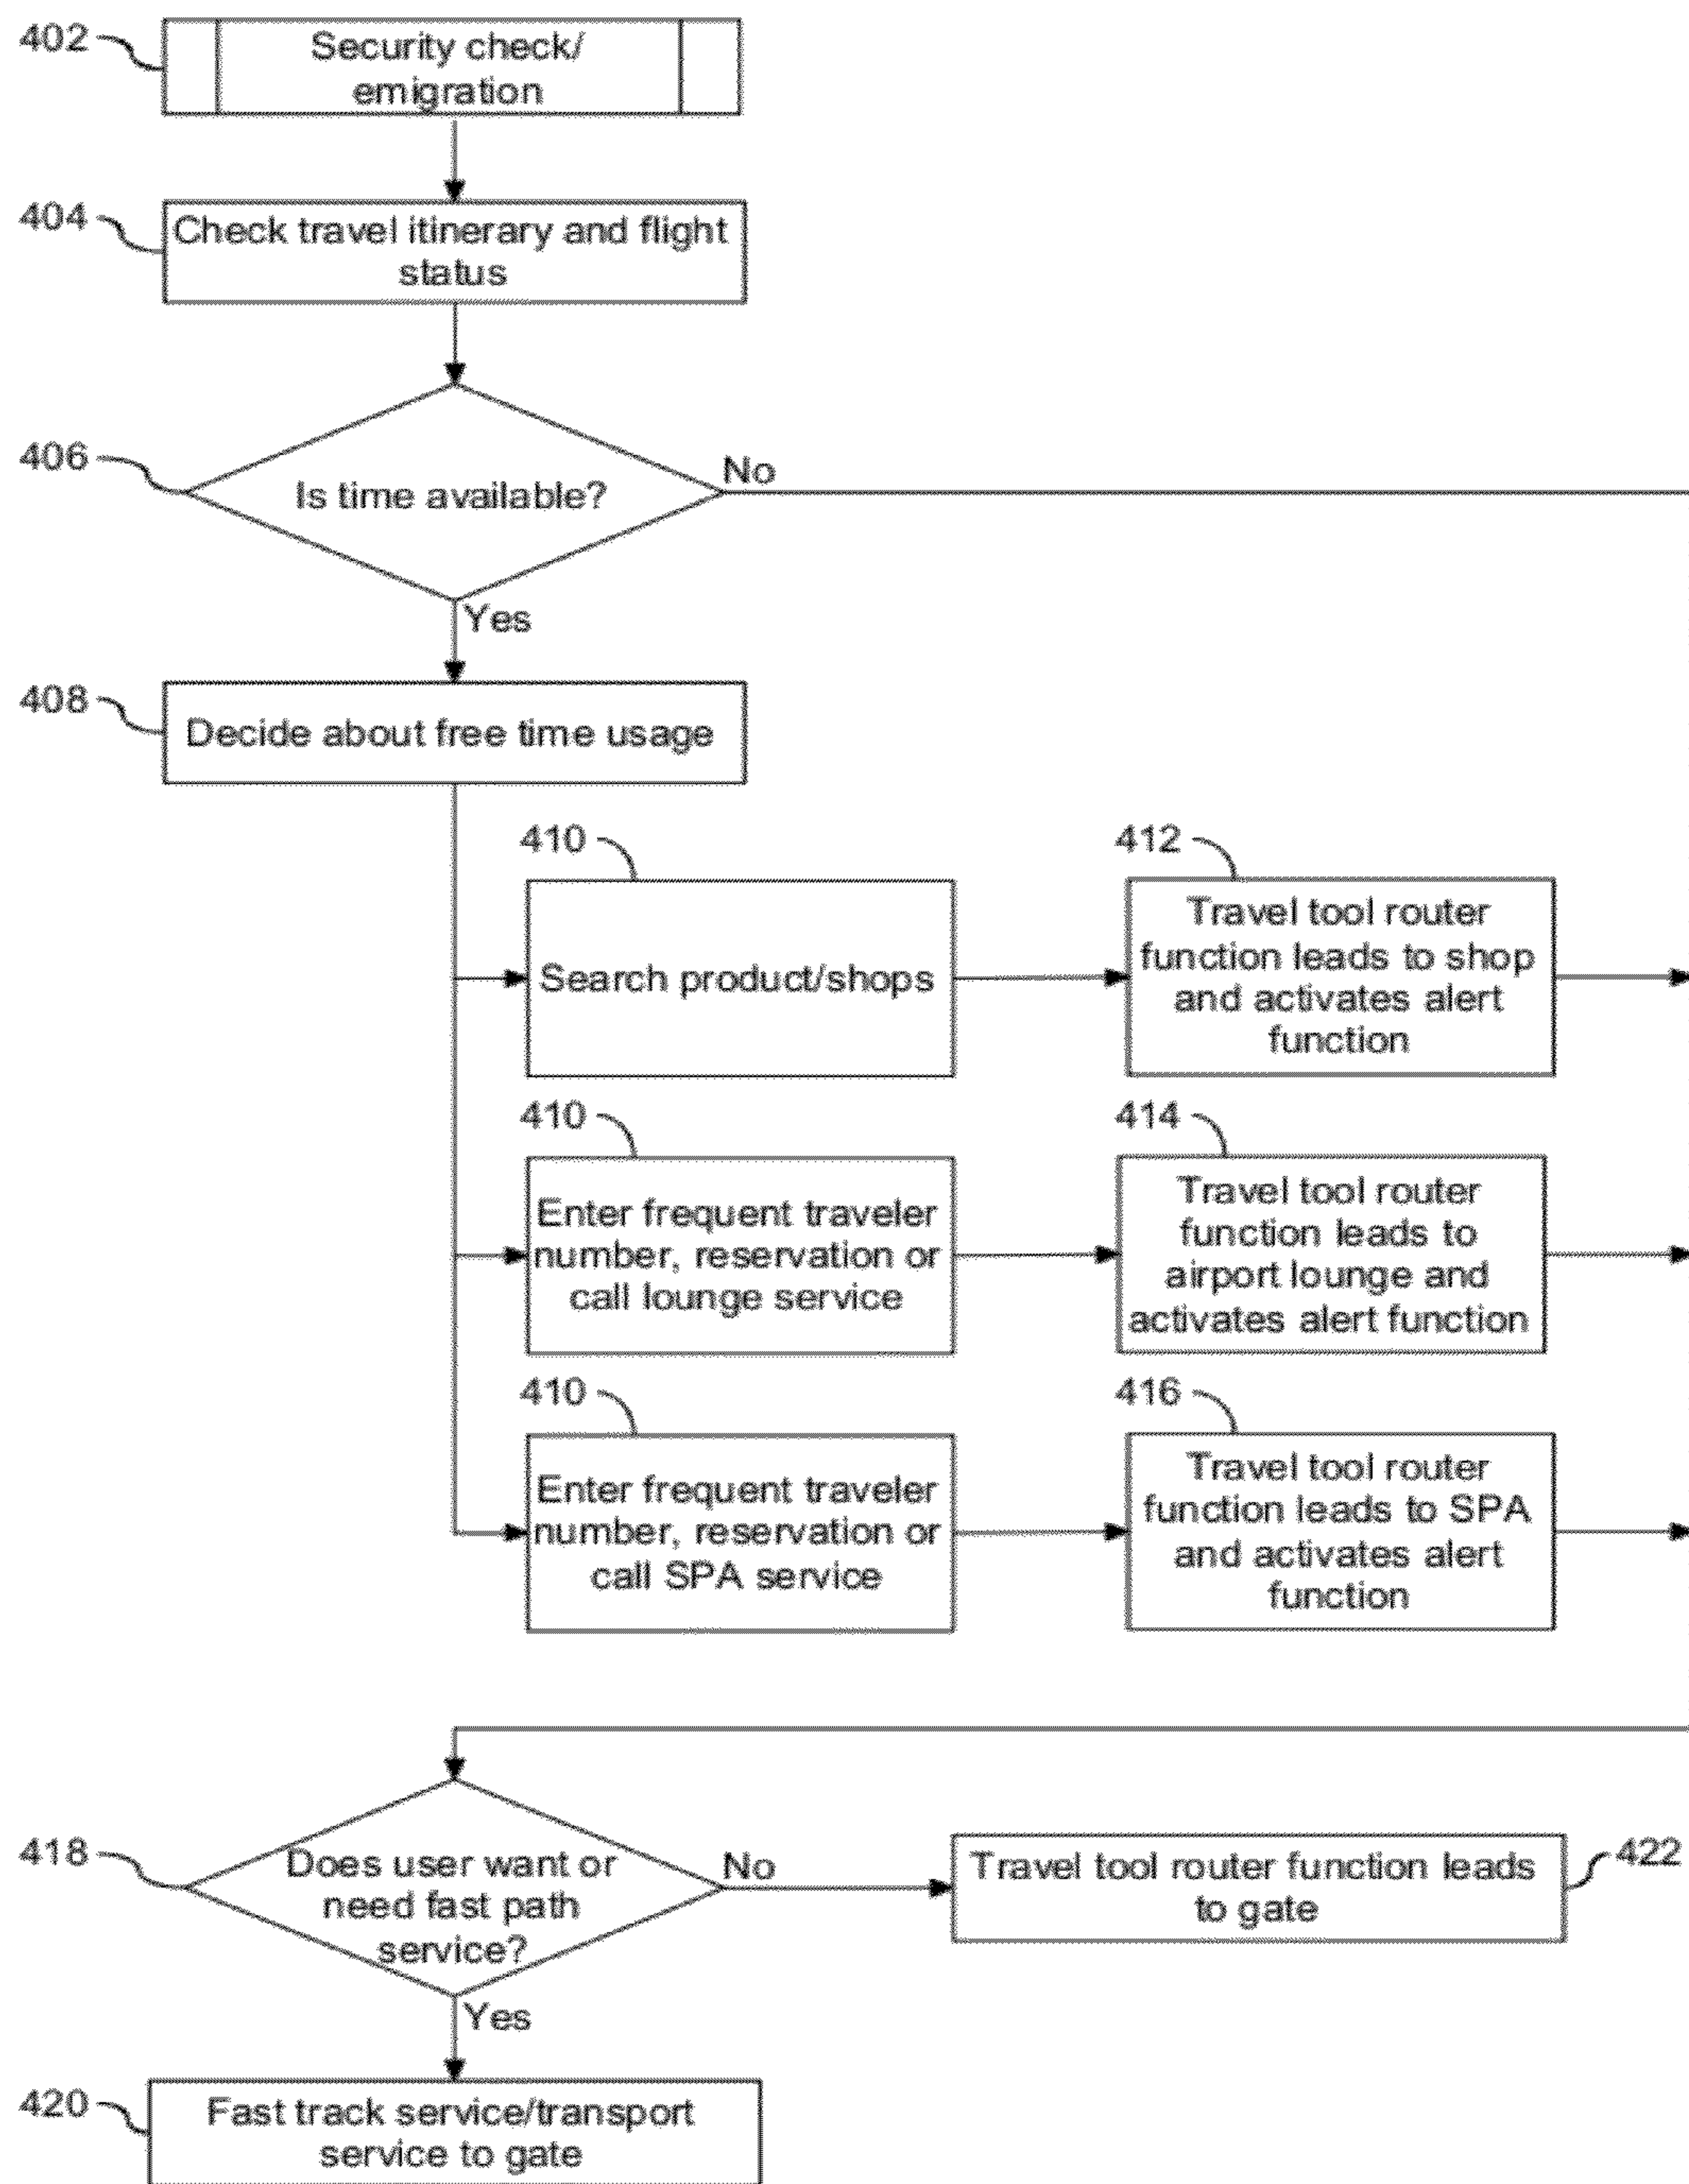 402
Security check/
emigration
404
Check travel itinerary and flight
status
406
Is time available?
No
Yes
408
Decide about free time usage
410
Search product/shops
412
Travel tool router
function leads to shop
and activates alert
function
410
Enter frequent traveler
number, reservation or
call lounge service
414
Travel tool router
function leads to
airport lounge and
activates alert function
410
Enter frequent traveler
number, reservation or
call SPA service
416
Travel tool router
function leads to SPA
and activates alert
function
418
Does user want or
need fast path
service?
No
Travel tool router function leads
to gate
422
Yes
420
Fast track service/transport
service to gate